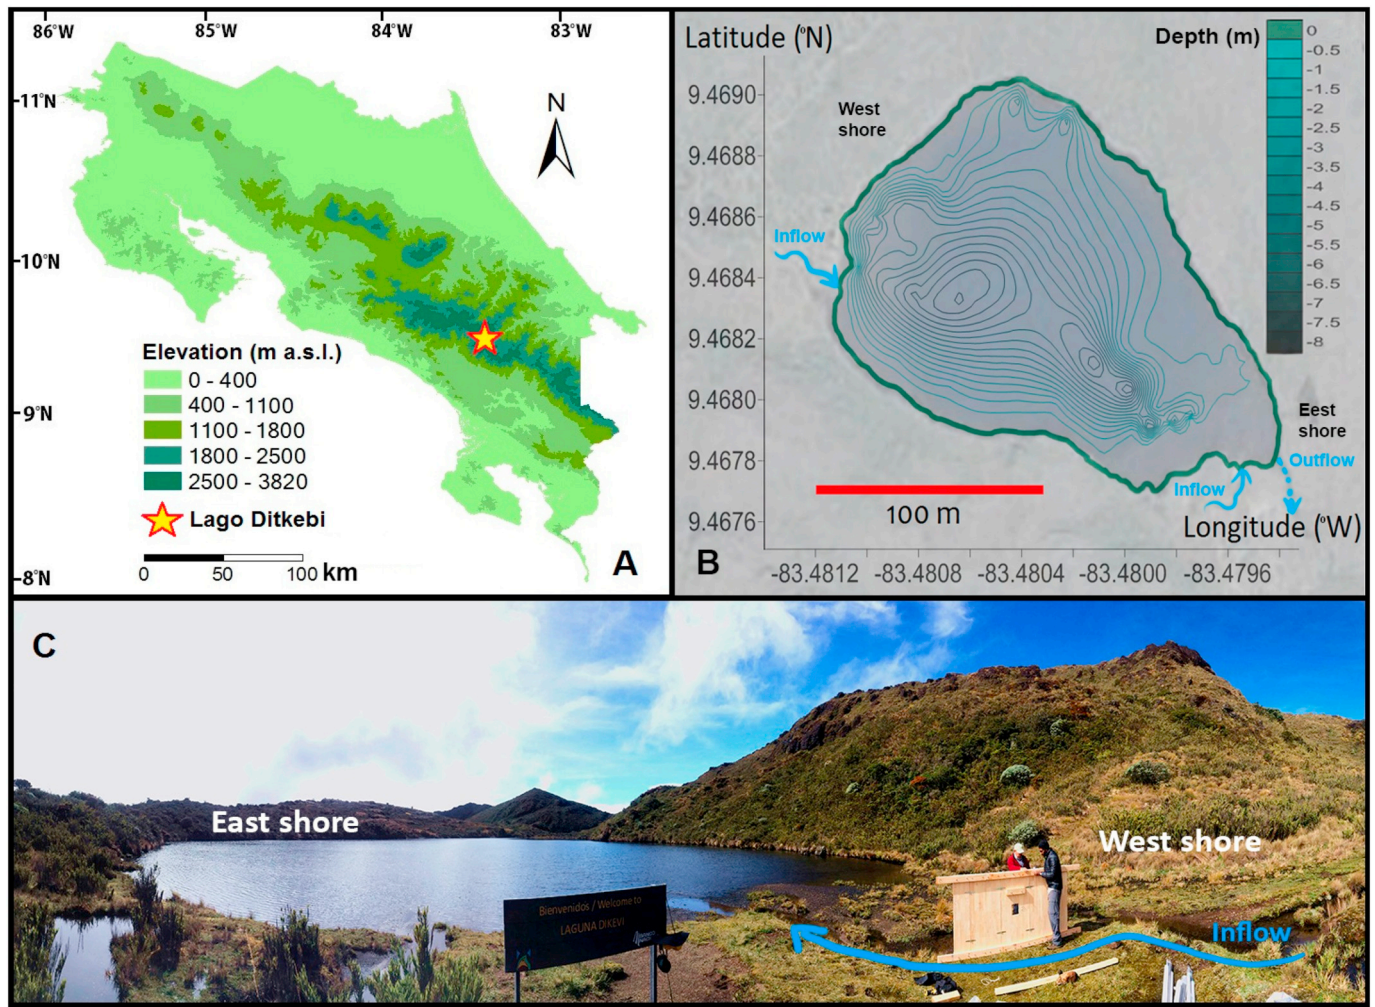 86°W
85°W
84°W
83°W
11°N
10°N
9°N
8°N
N
Elevation (m a.s.l.)
0 - 400
400 - 1100
1100 - 1800
1800 - 2500
2500 - 3820
Lago Ditkebi
0 50 100 km
A
Latitude (°N)
Depth (m)
0
-0.5
-1
-1.5
-2
-2.5
-3
-3.5
-4
-4.5
-5
-5.5
-6
-6.5
-7
-7.5
-8
9.4690
9.4688
9.4686
9.4684
9.4682
9.4680
9.4678
9.4676
West
shore
Inflow
Eest
shore
Outflow
Inflow
100 m
Longitude (°W)
B
-83.4812 -83.4808 -83.4804 -83.4800 -83.4796
C
East shore
West shore
Bienvenidos / Welcome to
LAGUNA DIKEVI
Inflow